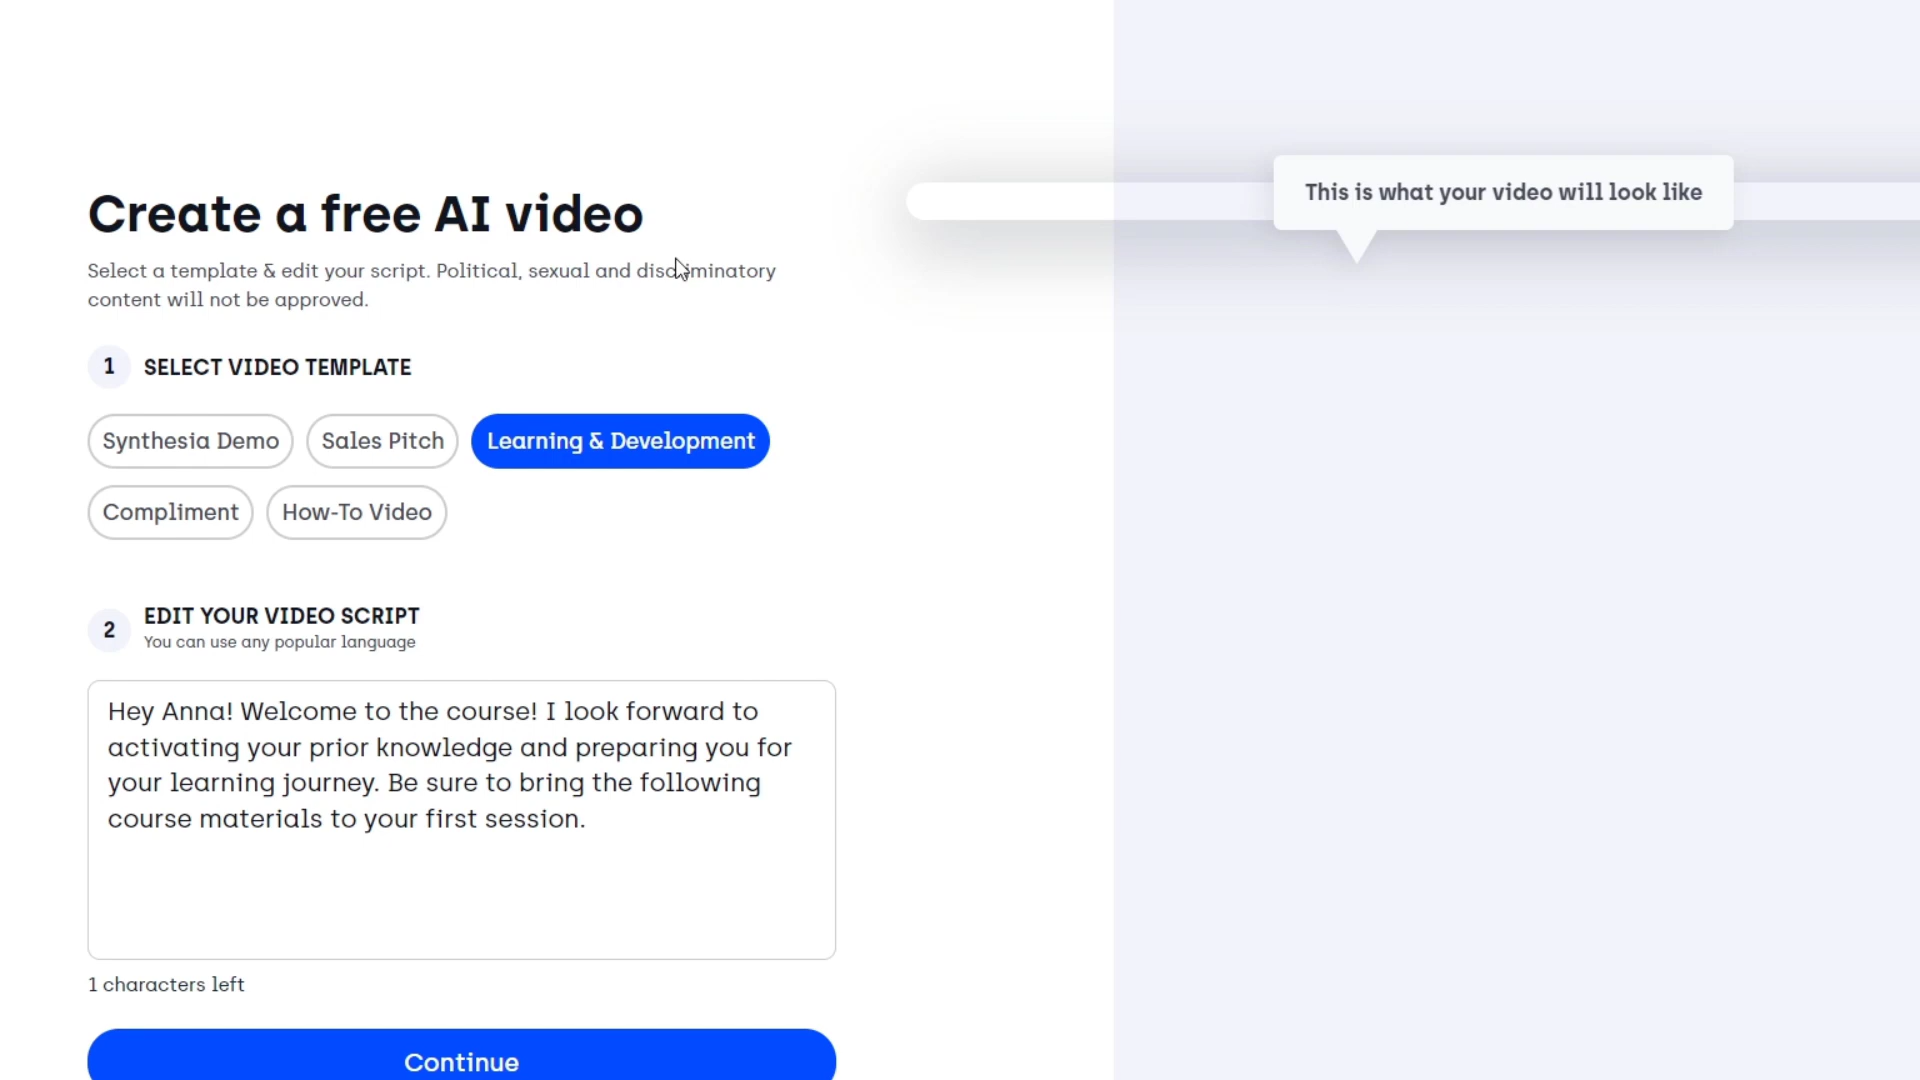 This is what your video will look like
Create a free AI video
Select a template & edit your script. Political, sexual and discriminatory
content will not be approved.
1 SELECT VIDEO TEMPLATE
Synthesia Demo Sales Pitch Learning & Development
Compliment How-To Video
2 EDIT YOUR VIDEO SCRIPT
You can use any popular language
Hey Anna! Welcome to the course! I look forward to
activating your prior knowledge and preparing you for
your learning journey. Be sure to bring the following
course materials to your first session.
1 characters left
Continue